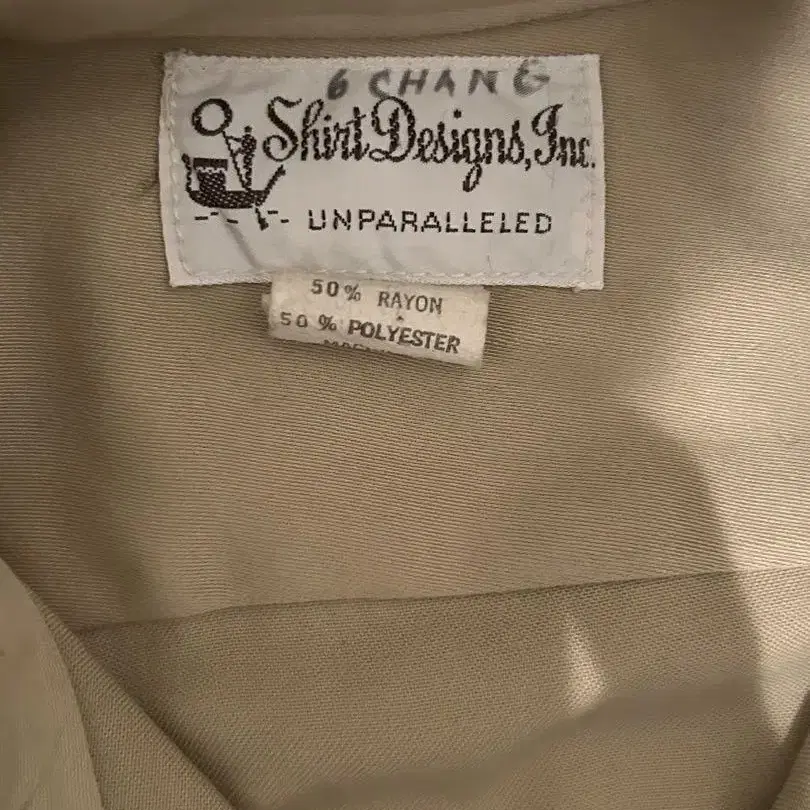 6 CHANG
Shirt Designs, Inc.
UNPARALLELED
50% RAYON
50% POLYESTER